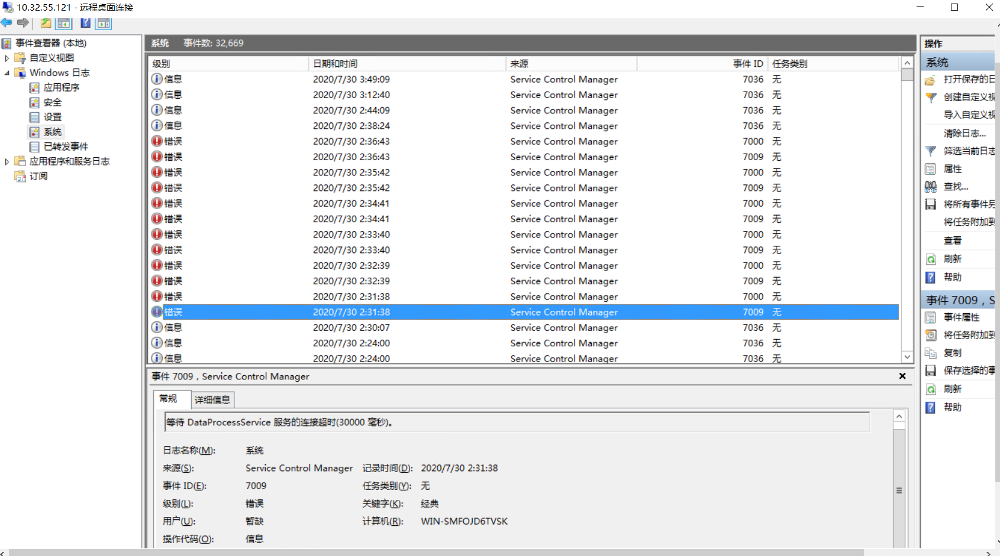 10.32.55.121 - 远程桌面连接
事件查看器 (本地)
自定义视图
Windows 日志
应用程序
安全
设置
系统
已转发事件
应用程序和服务日志
订阅
系统 事件数: 32,669
级别 日期和时间 来源 事件 ID 任务类别
信息 2020/7/30 3:49:09 Service Control Manager 7036 无
信息 2020/7/30 3:12:40 Service Control Manager 7036 无
信息 2020/7/30 2:44:09 Service Control Manager 7036 无
信息 2020/7/30 2:38:24 Service Control Manager 7036 无
错误 2020/7/30 2:36:43 Service Control Manager 7000 无
错误 2020/7/30 2:36:43 Service Control Manager 7009 无
错误 2020/7/30 2:35:42 Service Control Manager 7000 无
错误 2020/7/30 2:35:42 Service Control Manager 7009 无
错误 2020/7/30 2:34:41 Service Control Manager 7000 无
错误 2020/7/30 2:34:41 Service Control Manager 7009 无
错误 2020/7/30 2:33:40 Service Control Manager 7000 无
错误 2020/7/30 2:33:40 Service Control Manager 7009 无
错误 2020/7/30 2:32:39 Service Control Manager 7000 无
错误 2020/7/30 2:32:39 Service Control Manager 7009 无
错误 2020/7/30 2:31:38 Service Control Manager 7000 无
错误 2020/7/30 2:31:38 Service Control Manager 7009 无
信息 2020/7/30 2:30:07 Service Control Manager 7036 无
信息 2020/7/30 2:24:00 Service Control Manager 7036 无
信息 2020/7/30 2:24:00 Service Control Manager 7036 无
事件 7009，Service Control Manager
常规 详细信息
等待 DataProcessService 服务的连接超时(30000 毫秒)。
日志名称(M): 系统
来源(S): Service Control Manager 记录时间(D): 2020/7/30 2:31:38
事件 ID(E): 7009 任务类别(Y): 无
级别(L): 错误 关键字(K): 经典
用户(U): 暂缺 计算机(R): WIN-SMFOJD6TVSK
操作代码(O): 信息
操作
系统
打开保存的日
创建自定义视
导入自定义视
清除日志...
筛选当前日志
属性
查找...
将所有事件另
将任务附加到
查看
刷新
帮助
事件 7009，S
事件属性
将任务附加到
复制
保存选择的事
刷新
帮助